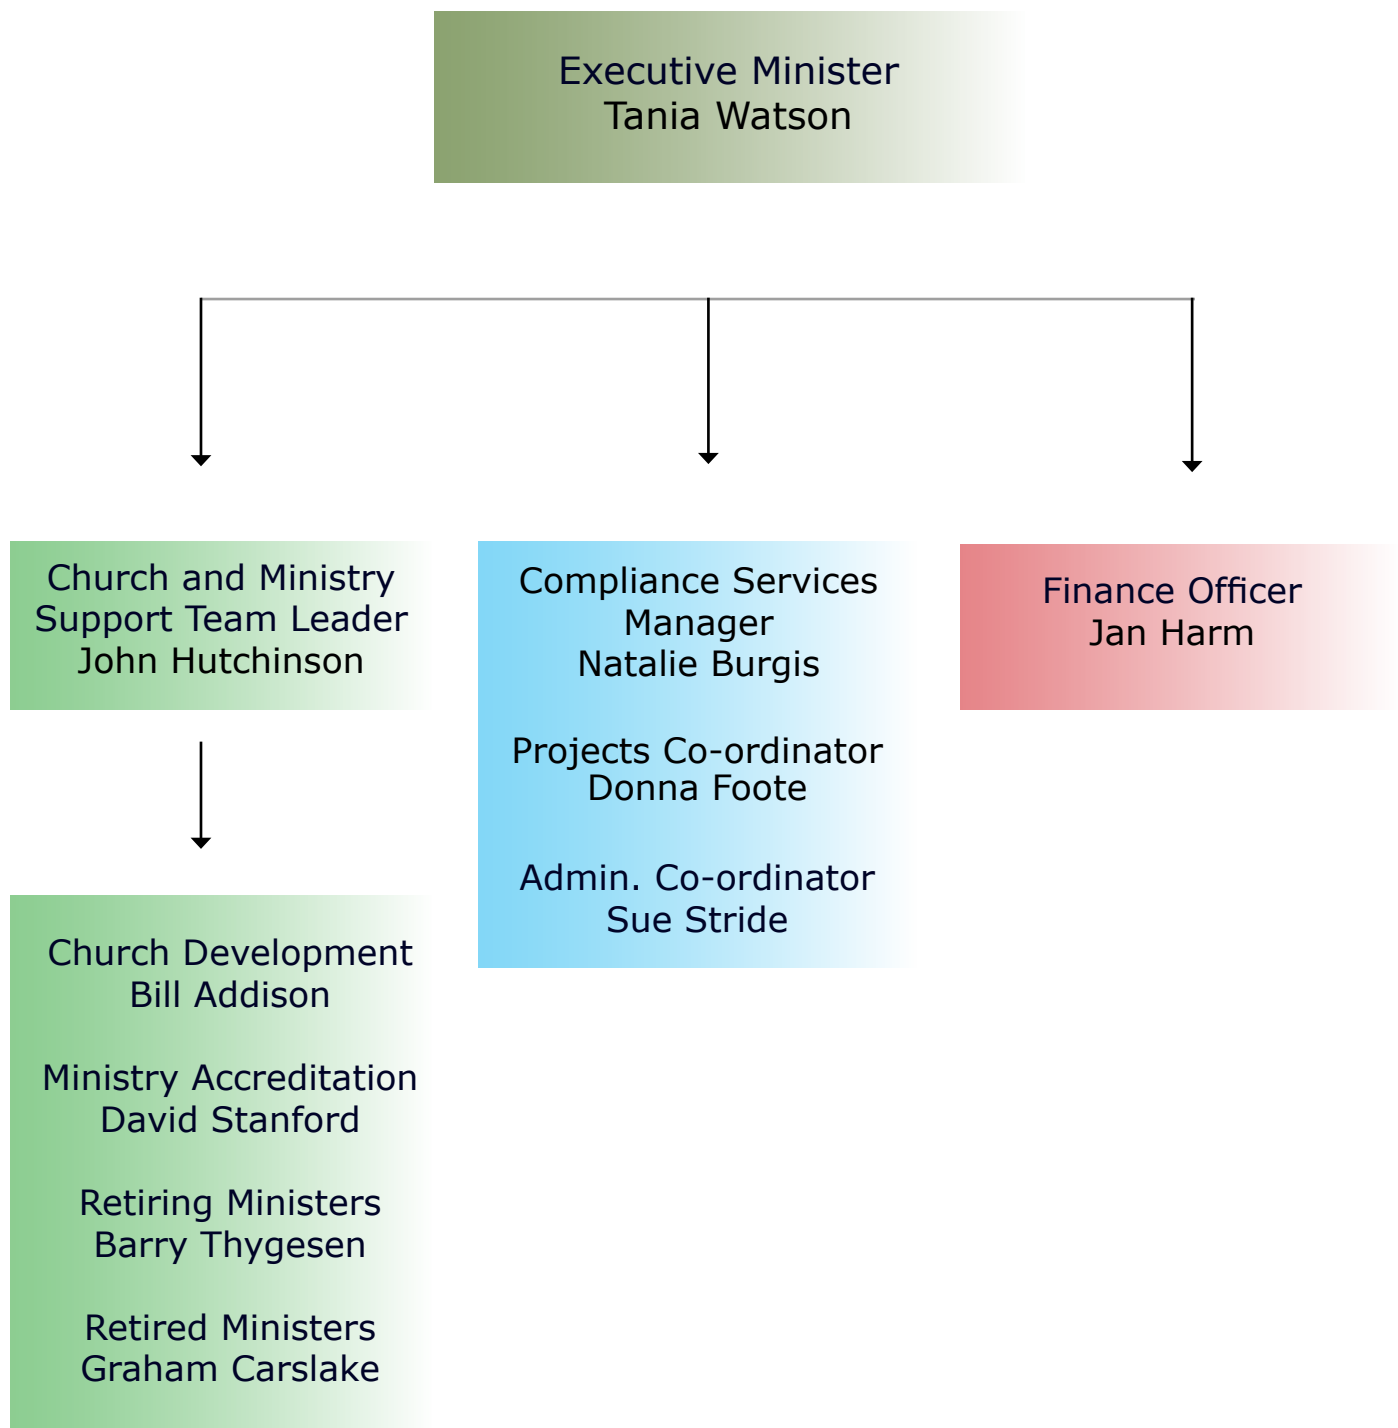 Executive Minister
Tania Watson
Church and Ministry
Support Team Leader
John Hutchinson
Church Development
Bill Addison
Ministry Accreditation
David Stanford
Retiring Ministers
Barry Thygesen
Retired Ministers
Graham Carslake
Compliance Services
Manager
Natalie Burgis
Projects Co-ordinator
Donna Foote
Admin. Co-ordinator
Sue Stride
Finance Officer
Jan Harm